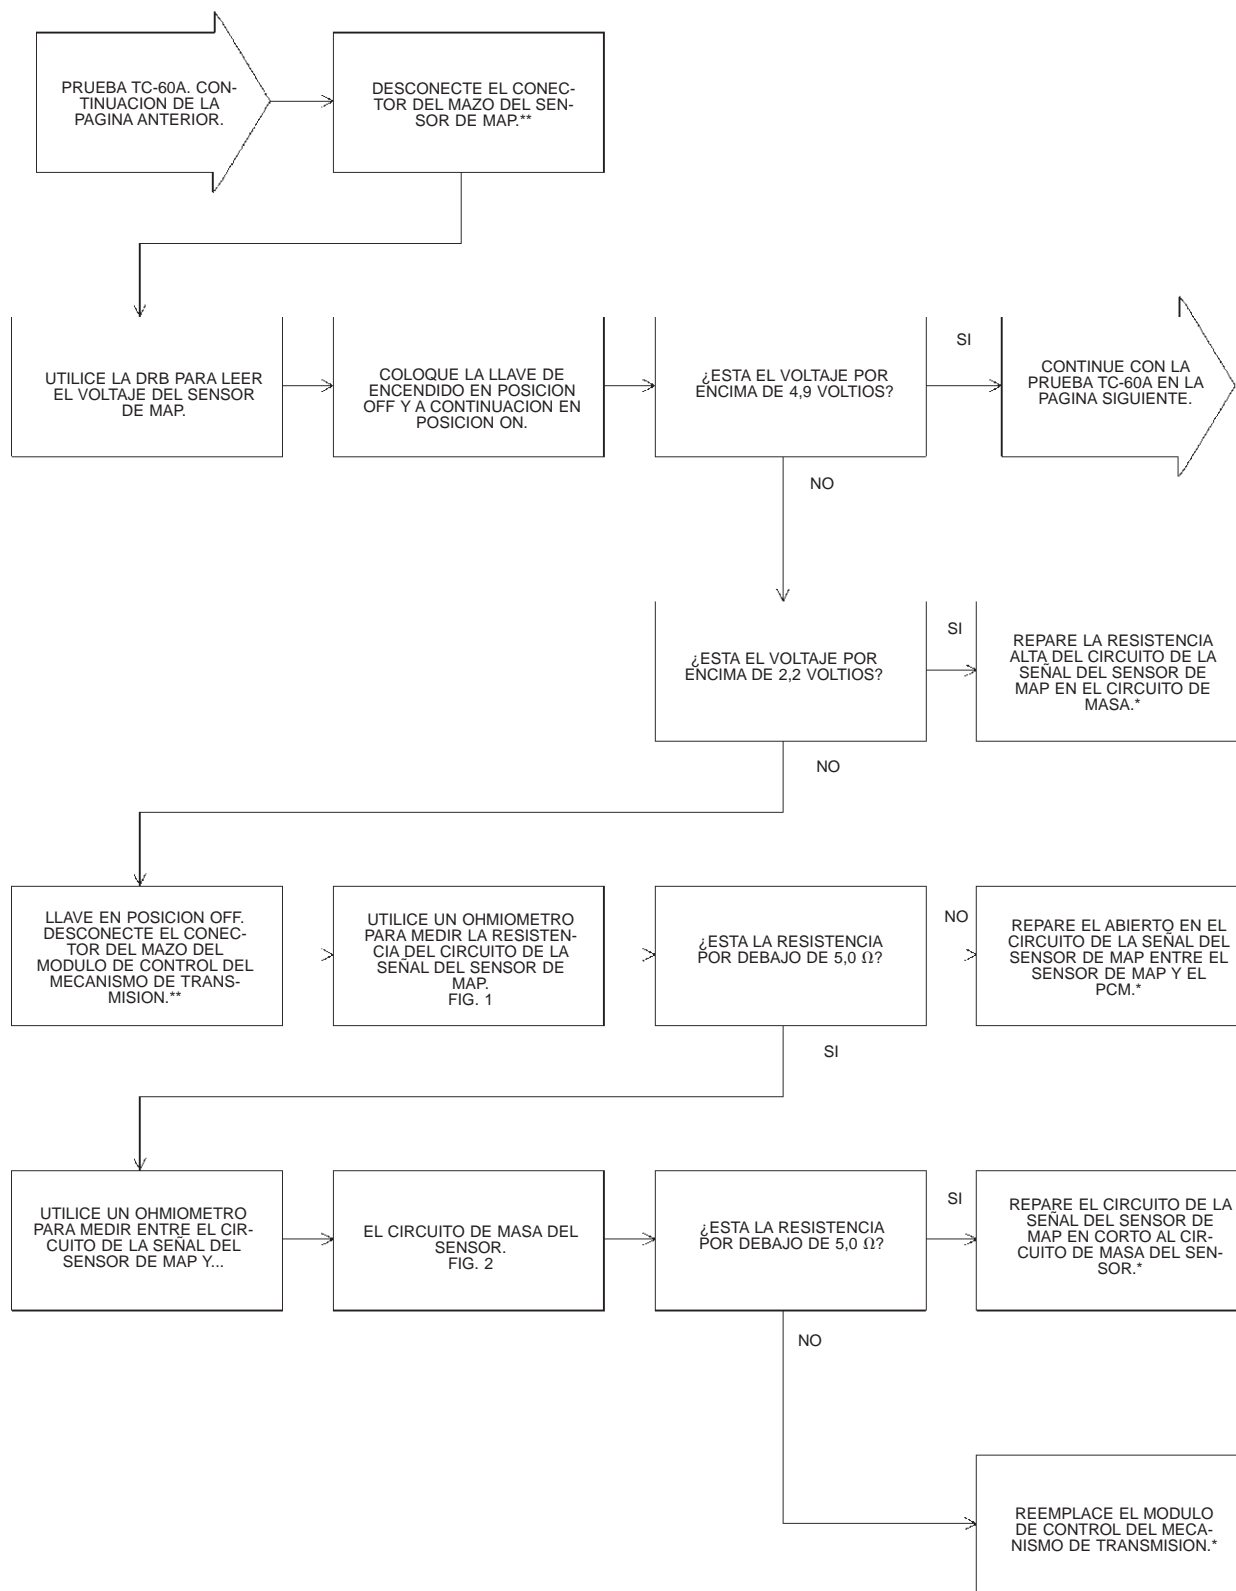 PRUEBA TC-60A. CON-
TINUACION DE LA
PAGINA ANTERIOR.
DESCONECTE EL CONEC-
TOR DEL MAZO DEL SEN-
SOR DE MAP.**
UTILICE LA DRB PARA LEER
EL VOLTAJE DEL SENSOR
DE MAP.
COLOQUE LA LLAVE DE
ENCENDIDO EN POSICION
OFF Y A CONTINUACION EN
POSICION ON.
¿ESTA EL VOLTAJE POR
ENCIMA DE 4,9 VOLTIOS?
SI
CONTINUE CON LA
PRUEBA TC-60A EN LA
PAGINA SIGUIENTE.
NO
¿ESTA EL VOLTAJE POR
ENCIMA DE 2,2 VOLTIOS?
SI
REPARE LA RESISTENCIA
ALTA DEL CIRCUITO DE LA
SEÑAL DEL SENSOR DE
MAP EN EL CIRCUITO DE
MASA.*
NO
LLAVE EN POSICION OFF.
DESCONECTE EL CONEC-
TOR DEL MAZO DEL
MODULO DE CONTROL DEL
MECANISMO DE TRANS-
MISION.**
UTILICE UN OHMIOMETRO
PARA MEDIR LA RESISTEN-
CIA DEL CIRCUITO DE LA
SEÑAL DEL SENSOR DE
MAP.
FIG. 1
¿ESTA LA RESISTENCIA
POR DEBAJO DE 5,0 Ω?
NO
REPARE EL ABIERTO EN EL
CIRCUITO DE LA SEÑAL DEL
SENSOR DE MAP ENTRE EL
SENSOR DE MAP Y EL
PCM.*
SI
UTILICE UN OHMIOMETRO
PARA MEDIR ENTRE EL CIR-
CUITO DE LA SEÑAL DEL
SENSOR DE MAP Y...
EL CIRCUITO DE MASA DEL
SENSOR.
FIG. 2
¿ESTA LA RESISTENCIA
POR DEBAJO DE 5,0 Ω?
SI
REPARE EL CIRCUITO DE LA
SEÑAL DEL SENSOR DE
MAP EN CORTO AL CIR-
CUITO DE MASA DEL SEN-
SOR.*
NO
REEMPLACE EL MODULO
DE CONTROL DEL MECA-
NISMO DE TRANSMISION.*